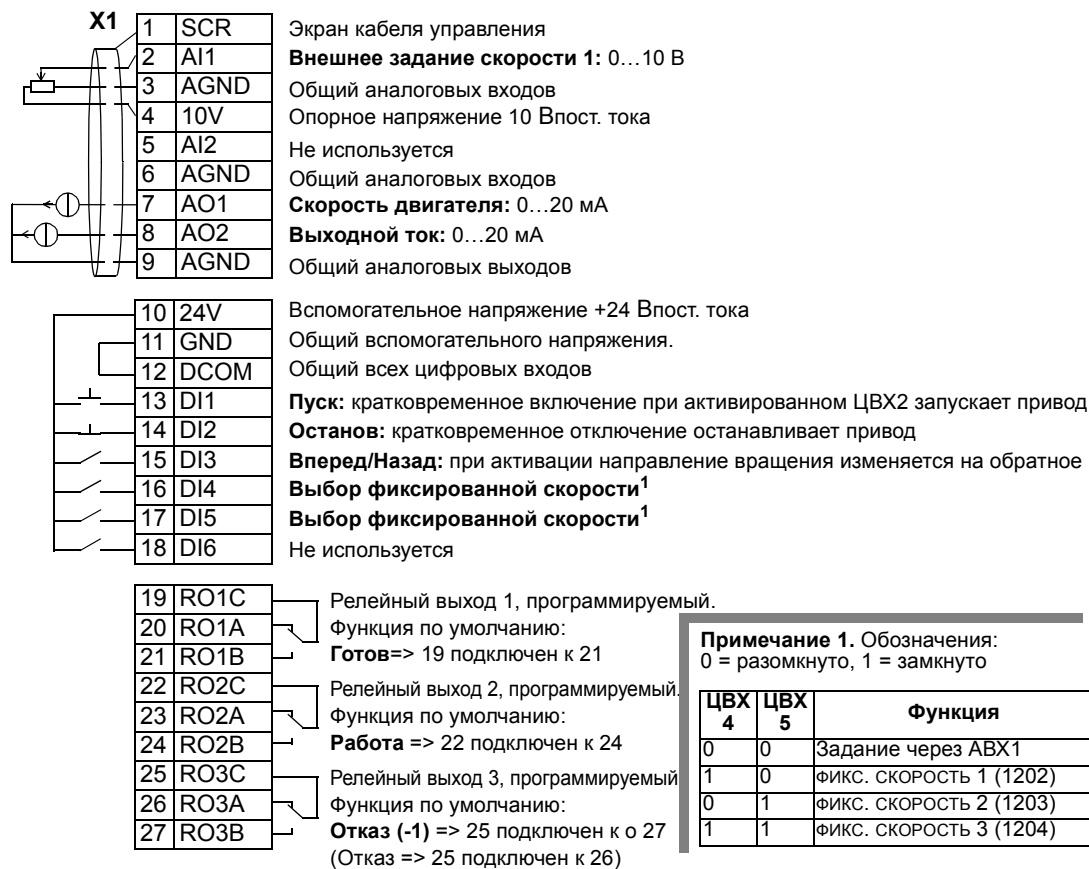 X1
1 SCR Экран кабеля управления
2 AI1 Внешнее задание скорости 1: 0…10 В
3 AGND Общий аналоговых входов
4 10V Опорное напряжение 10 Впост. тока
5 AI2 Не используется
6 AGND Общий аналоговых входов
7 AO1 Скорость двигателя: 0…20 мА
8 AO2 Выходной ток: 0…20 мА
9 AGND Общий аналоговых выходов
10 24V Вспомогательное напряжение +24 Впост. тока
11 GND Общий вспомогательного напряжения.
12 DCOM Общий всех цифровых входов
13 DI1 Пуск: кратковременное включение при активированном ЦВХ2 запускает привод
14 DI2 Останов: кратковременное отключение останавливает привод
15 DI3 Вперед/Назад: при активации направление вращения изменяется на обратное
16 DI4 Выбор фиксированной скорости1
17 DI5 Выбор фиксированной скорости1
18 DI6 Не используется
19 RO1C Релейный выход 1, программируемый.
20 RO1A Функция по умолчанию:
21 RO1B Готов=> 19 подключен к 21
22 RO2C Релейный выход 2, программируемый.
23 RO2A Функция по умолчанию:
24 RO2B Работа => 22 подключен к 24
25 RO3C Релейный выход 3, программируемый
26 RO3A Функция по умолчанию:
27 RO3B Отказ (-1) => 25 подключен к о 27
(Отказ => 25 подключен к 26)
Примечание 1. Обозначения:
0 = разомкнуто, 1 = замкнуто
ЦВХ 4 ЦВХ 5 Функция
0 0 Задание через АВХ1
1 0 ФИКС. СКОРОСТЬ 1 (1202)
0 1 ФИКС. СКОРОСТЬ 2 (1203)
1 1 ФИКС. СКОРОСТЬ 3 (1204)